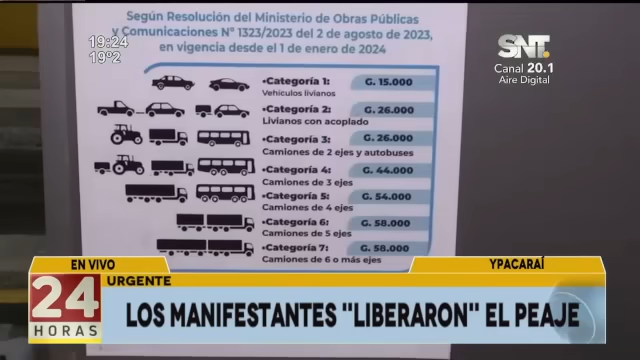 Según Resolución del Ministerio de Obras Públicas
y Comunicaciones N° 1323/2023 del 2 de agosto de 2023,
en vigencia desde el 1 de enero de 2024
19:24
19°2
SNT
Canal 20.1
Aire Digital
•Categoría 1: G. 15.000
Vehículos livianos
•Categoría 2: G. 26.000
Livianos con acoplado
•Categoría 3: G. 26.000
Camiones de 2 ejes y autobuses
•Categoría 4: G. 44.000
Camiones de 3 ejes
•Categoría 5: G. 54.000
Camiones de 4 ejes
•Categoría 6: G. 58.000
Camiones de 5 ejes
•Categoría 7: G. 58.000
Camiones de 6 o más ejes
EN VIVO
YPACARAÍ
URGENTE
24
HORAS
LOS MANIFESTANTES "LIBERARON" EL PEAJE